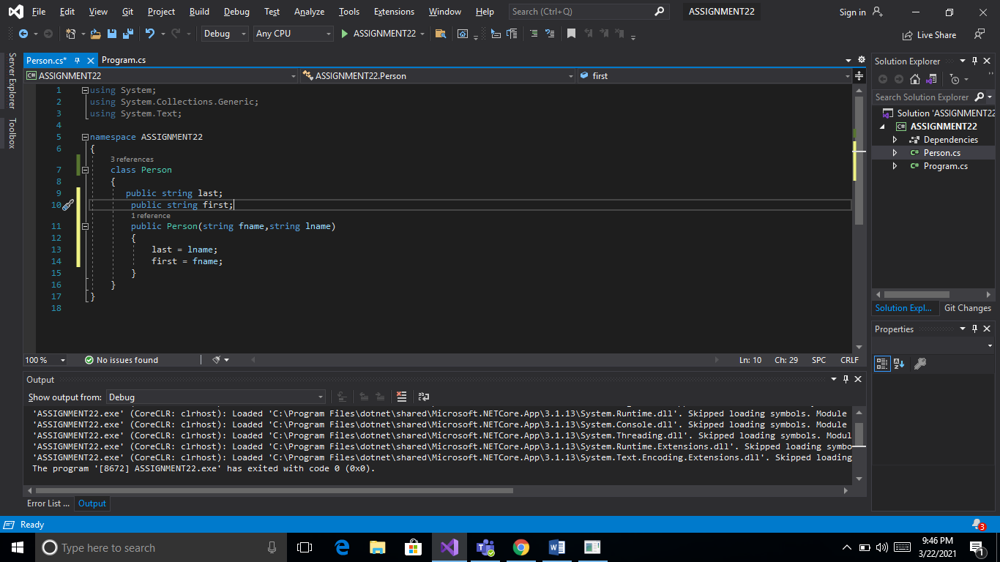 File Edit View Git Project Build Debug Test Analyze Tools Extensions Window Help Search (Ctrl+Q) ASSIGNMENT22 Sign in
Debug Any CPU ASSIGNMENT22 Live Share
Server Explorer
Toolbox
Person.cs* Program.cs
ASSIGNMENT22 ASSIGNMENT22.Person first
1 using System;
2 using System.Collections.Generic;
3 using System.Text;
4
5 namespace ASSIGNMENT22
6 {
3 references
7 class Person
8 {
9 public string last;
10 public string first;
1 reference
11 public Person(string fname,string lname)
12 {
13 last = lname;
14 first = fname;
15 }
16 }
17 }
18
100 % No issues found Ln: 10 Ch: 29 SPC CRLF
Solution Explorer
Search Solution Explorer
Solution 'ASSIGNMENT22
C# ASSIGNMENT22
Dependencies
C# Person.cs
C# Program.cs
Solution Expl... Git Changes
Properties
Output
Show output from: Debug
'ASSIGNMENT22.exe' (CoreCLR: clrhost): Loaded 'C:\Program Files\dotnet\shared\Microsoft.NETCore.App\3.1.13\System.Runtime.dll'. Skipped loading symbols. Module
'ASSIGNMENT22.exe' (CoreCLR: clrhost): Loaded 'C:\Program Files\dotnet\shared\Microsoft.NETCore.App\3.1.13\System.Console.dll'. Skipped loading symbols. Module
'ASSIGNMENT22.exe' (CoreCLR: clrhost): Loaded 'C:\Program Files\dotnet\shared\Microsoft.NETCore.App\3.1.13\System.Threading.dll'. Skipped loading symbols. Modul
'ASSIGNMENT22.exe' (CoreCLR: clrhost): Loaded 'C:\Program Files\dotnet\shared\Microsoft.NETCore.App\3.1.13\System.Runtime.Extensions.dll'. Skipped loading symbo
'ASSIGNMENT22.exe' (CoreCLR: clrhost): Loaded 'C:\Program Files\dotnet\shared\Microsoft.NETCore.App\3.1.13\System.Text.Encoding.Extensions.dll'. Skipped loading
The program '[8672] ASSIGNMENT22.exe' has exited with code 0 (0x0).
Error List ... Output
Ready 3
Type here to search 9:46 PM
3/22/2021 1